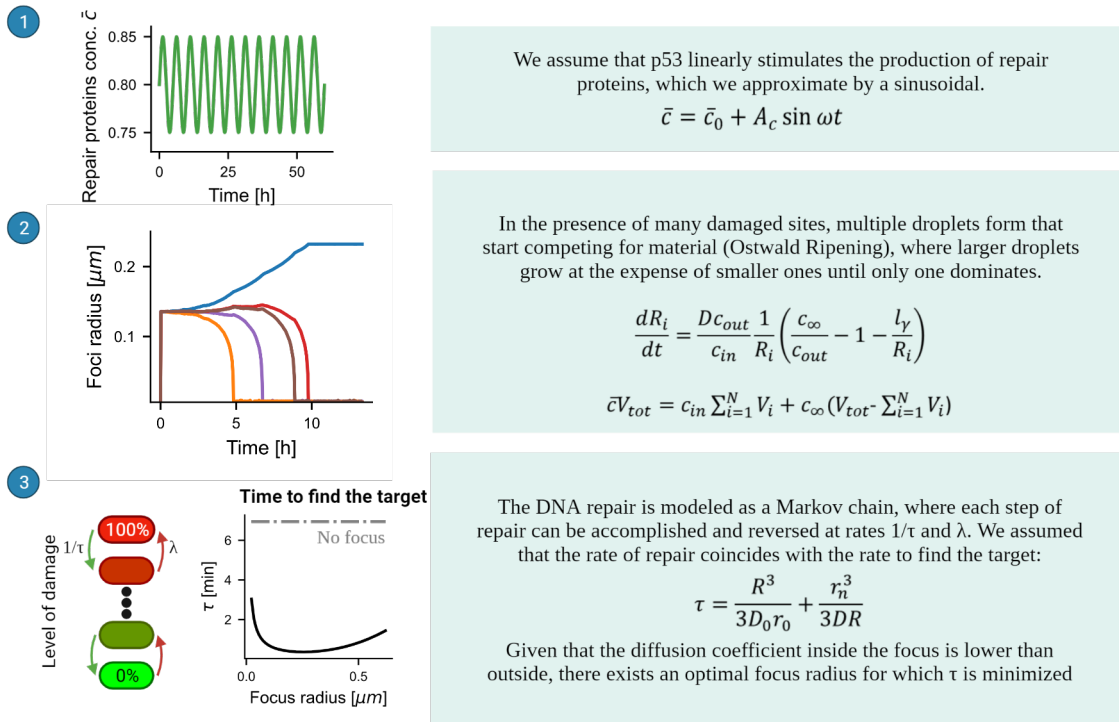 1
Repair proteins conc. c̄
0.85
0.80
0.75
0
25
50
Time [h]
We assume that p53 linearly stimulates the production of repair
proteins, which we approximate by a sinusoidal.
c̄ = c̄₀ + A_c sin ωt
2
Foci radius [μm]
0.2
0.1
0
5
10
Time [h]
In the presence of many damaged sites, multiple droplets form that
start competing for material (Ostwald Ripening), where larger droplets
grow at the expense of smaller ones until only one dominates.
dR_i/dt = (Dc_out/c_in) (1/R_i) (c_∞/c_out − 1 − l_γ/R_i)
c̄V_tot = c_in ∑_{i=1}^N V_i + c_∞(V_tot- ∑_{i=1}^N V_i)
3
Level of damage
100%
1/τ
λ
0%
Time to find the target
No focus
τ [min]
6
4
2
0.0
0.5
Focus radius [μm]
The DNA repair is modeled as a Markov chain, where each step of
repair can be accomplished and reversed at rates 1/τ and λ. We assumed
that the rate of repair coincides with the rate to find the target:
τ = R³/(3D₀r₀) + r_n³/(3DR)
Given that the diffusion coefficient inside the focus is lower than
outside, there exists an optimal focus radius for which τ is minimized